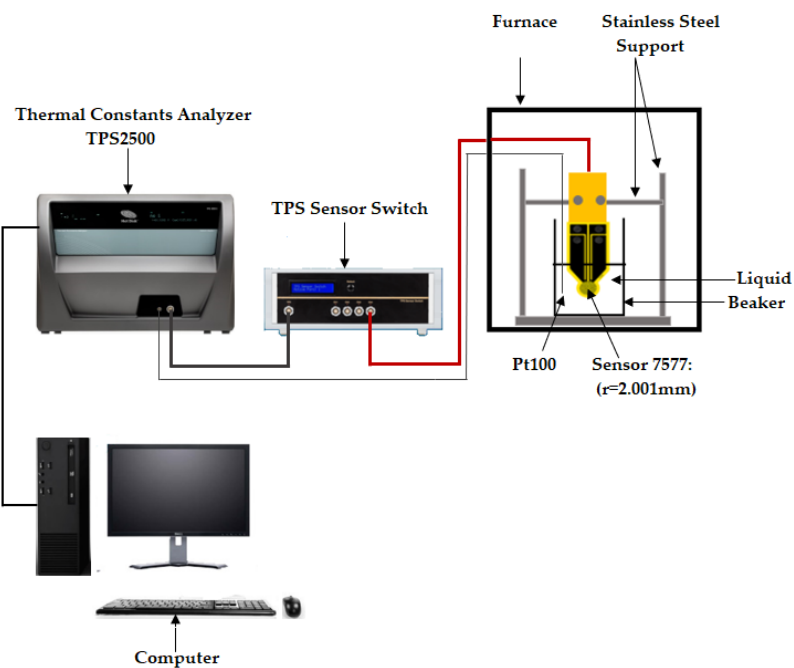 Furnace
Stainless Steel
Support
Thermal Constants Analyzer
TPS2500
TPS Sensor Switch
Liquid
Beaker
Pt100
Sensor 7577:
(r=2.001mm)
Computer